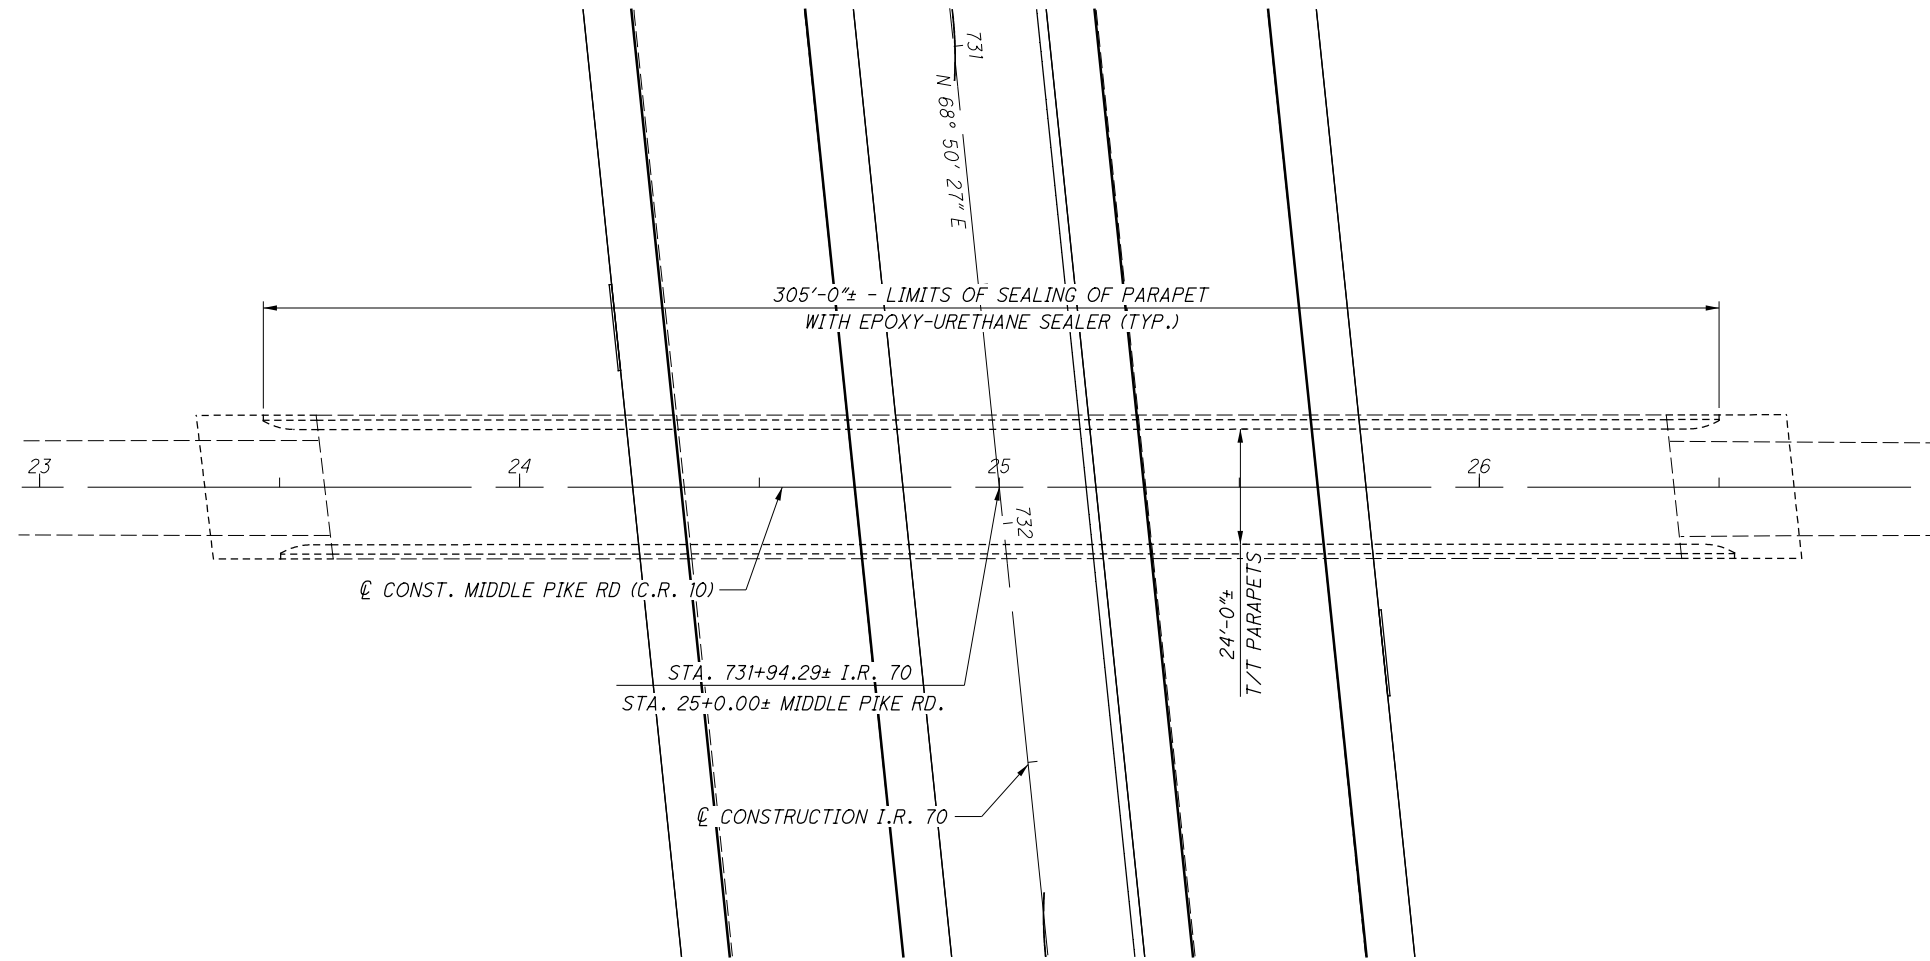 731
N 68° 50' 27" E
305'-0"± - LIMITS OF SEALING OF PARAPET
WITH EPOXY-URETHANE SEALER (TYP.)
23
24
25
26
732
℄ CONST. MIDDLE PIKE RD (C.R. 10)
24'-0"±
T/T PARAPETS
STA. 731+94.29± I.R. 70
STA. 25+0.00± MIDDLE PIKE RD.
℄ CONSTRUCTION I.R. 70